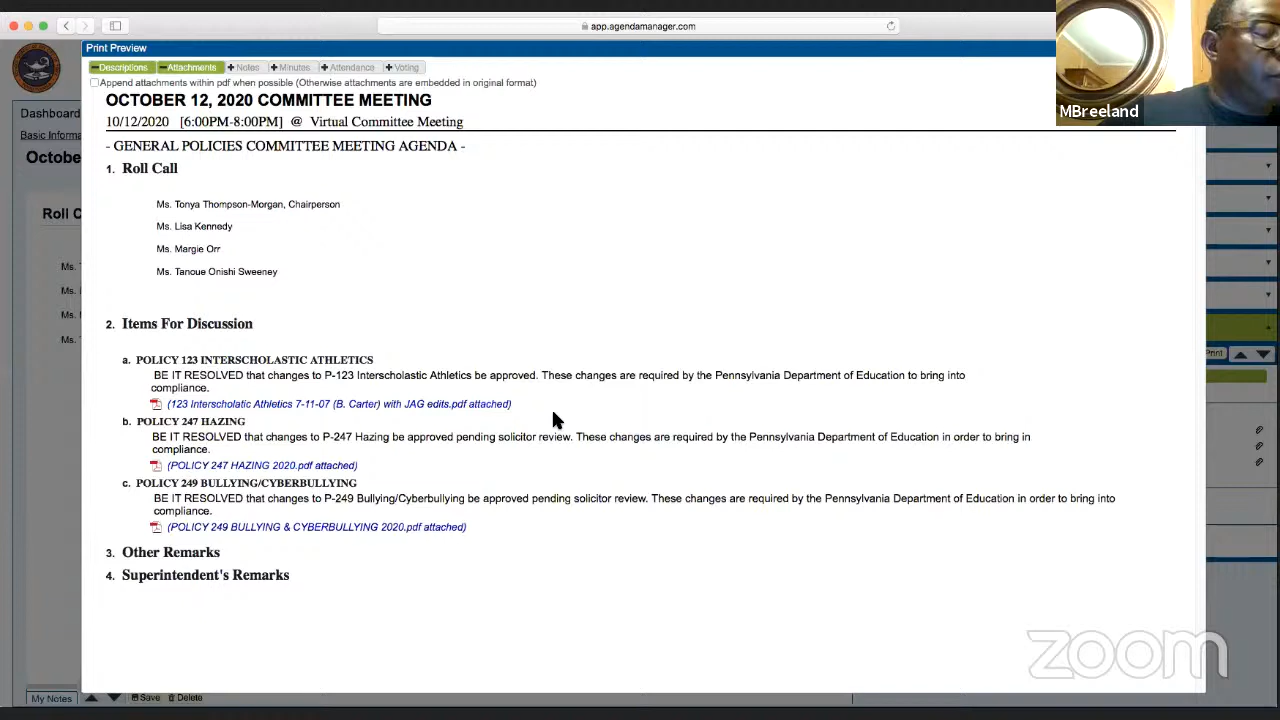 app.agendamanager.com
Print Preview
Descriptions Attachments Notes Minutes Attendance Voting
Append attachments within pdf when possible (Otherwise attachments are embedded in original format)
MBreeland
OCTOBER 12, 2020 COMMITTEE MEETING
10/12/2020 [6:00PM-8:00PM] @ Virtual Committee Meeting
- GENERAL POLICIES COMMITTEE MEETING AGENDA -
1. Roll Call
Ms. Tonya Thompson-Morgan, Chairperson
Ms. Lisa Kennedy
Ms. Margie Orr
Ms. Tanoue Onishi Sweeney
2. Items For Discussion
a. POLICY 123 INTERSCHOLASTIC ATHLETICS
BE IT RESOLVED that changes to P-123 Interscholastic Athletics be approved. These changes are required by the Pennsylvania Department of Education to bring into
compliance.
(123 Interscholatic Athletics 7-11-07 (B. Carter) with JAG edits.pdf attached)
b. POLICY 247 HAZING
BE IT RESOLVED that changes to P-247 Hazing be approved pending solicitor review. These changes are required by the Pennsylvania Department of Education in order to bring in
compliance.
(POLICY 247 HAZING 2020.pdf attached)
c. POLICY 249 BULLYING/CYBERBULLYING
BE IT RESOLVED that changes to P-249 Bullying/Cyberbullying be approved pending solicitor review. These changes are required by the Pennsylvania Department of Education in order to bring into
compliance.
(POLICY 249 BULLYING & CYBERBULLYING 2020.pdf attached)
3. Other Remarks
4. Superintendent's Remarks
Dashboard
Basic Informa
October
Roll C
Ms. T
Ms. L
Ms. M
Ms. T
Print
My Notes Save Delete
zoom